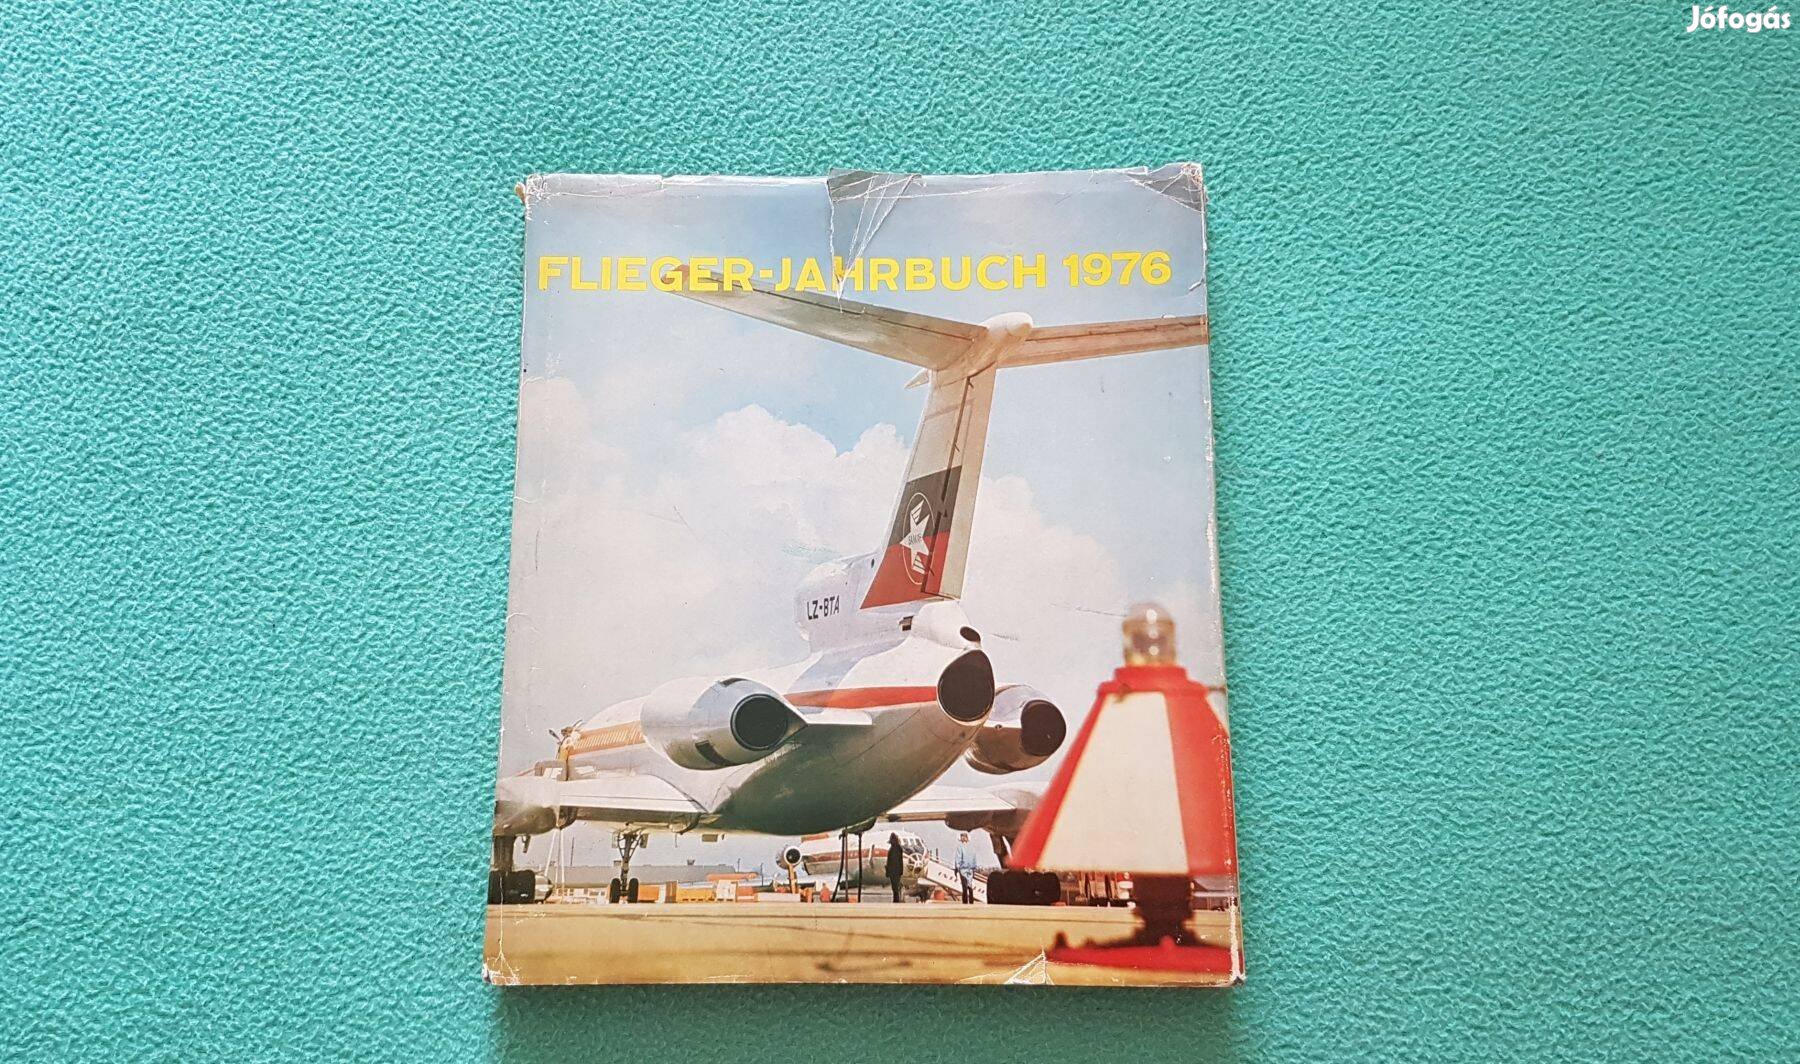 Jófogás
FLIEGER-JAHRBUCH 1976
LZ-BTA